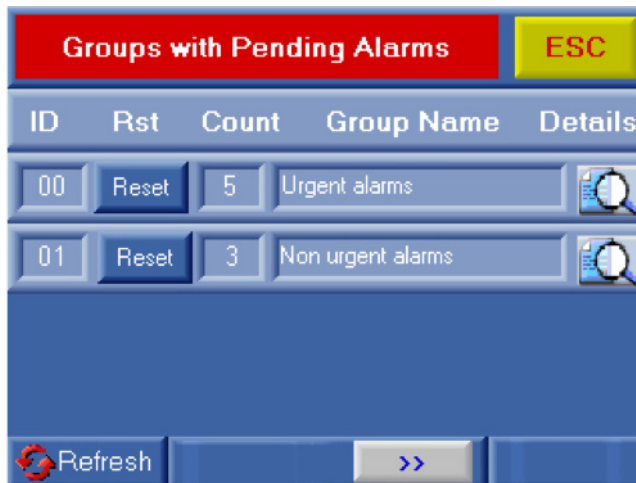 Groups with Pending Alarms ESC
ID Rst Count Group Name Details
00 Reset 5 Urgent alarms
01 Reset 3 Non urgent alarms
Refresh >>